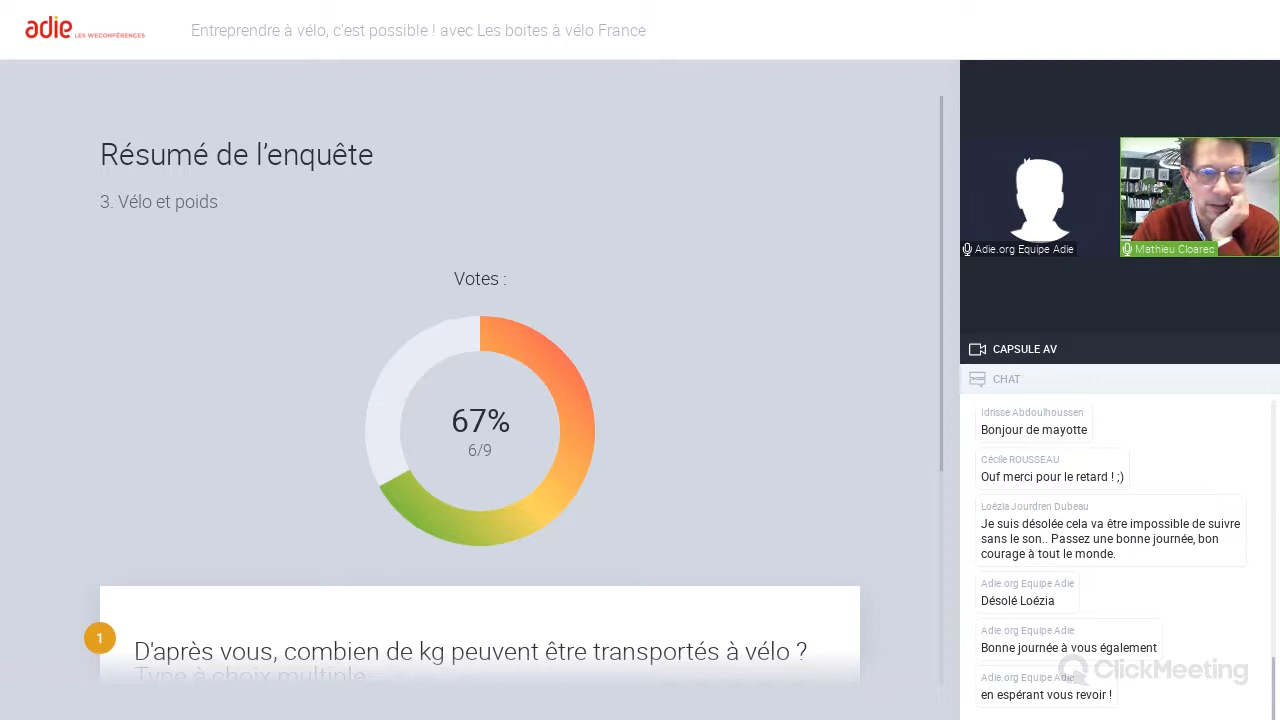 adie LES WECONFÉRENCES
Entreprendre à vélo, c'est possible ! avec Les boites à vélo France
Résumé de l'enquête
3. Vélo et poids
Votes :
67%
6/9
1
D'après vous, combien de kg peuvent être transportés à vélo ?
Type à choix multiple
Adie.org Equipe Adie
Mathieu Cloarec
CAPSULE AV
CHAT
Idrisse Abdoulhoussen
Bonjour de mayotte
Cécile ROUSSEAU
Ouf merci pour le retard ! ;)
Loézia Jourdren Dubeau
Je suis désolée cela va être impossible de suivre
sans le son.. Passez une bonne journée, bon
courage à tout le monde.
Adie.org Equipe Adie
Désolé Loézia
Adie.org Equipe Adie
Bonne journée à vous également
Adie.org Equipe Adie
en espérant vous revoir !
ClickMeeting